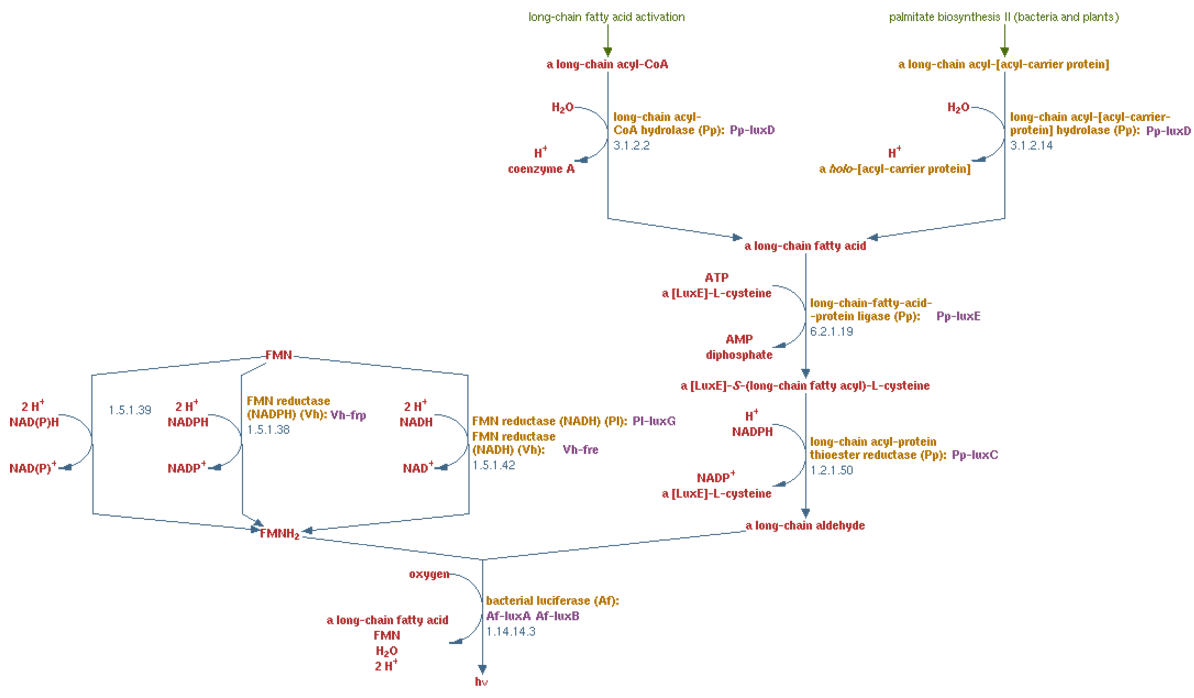 long-chain fatty acid activation
palmitate biosynthesis II (bacteria and plants)
a long-chain acyl-CoA
a long-chain acyl-[acyl-carrier protein]
H₂O
long-chain acyl-
CoA hydrolase (Pp): Pp-luxD
3.1.2.2
H⁺
coenzyme A
H₂O
long-chain acyl-[acyl-carrier-
protein] hydrolase (Pp): Pp-luxD
3.1.2.14
H⁺
a holo-[acyl-carrier protein]
a long-chain fatty acid
ATP
a [LuxE]-L-cysteine
long-chain-fatty-acid-
-protein ligase (Pp): Pp-luxE
6.2.1.19
AMP
diphosphate
a [LuxE]-S-(long-chain fatty acyl)-L-cysteine
H⁺
NADPH
long-chain acyl-protein
thioester reductase (Pp): Pp-luxC
1.2.1.50
NADP⁺
a [LuxE]-L-cysteine
a long-chain aldehyde
FMN
2 H⁺
NAD(P)H
1.5.1.39
NAD(P)⁺
2 H⁺
NADPH
FMN reductase
(NADPH) (Vh): Vh-frp
1.5.1.38
NADP⁺
2 H⁺
NADH
FMN reductase (NADH) (Pl): Pl-luxG
FMN reductase
(NADH) (Vh): Vh-fre
1.5.1.42
NAD⁺
FMNH₂
oxygen
bacterial luciferase (Af):
Af-luxA Af-luxB
1.14.14.3
a long-chain fatty acid
FMN
H₂O
2 H⁺
hν